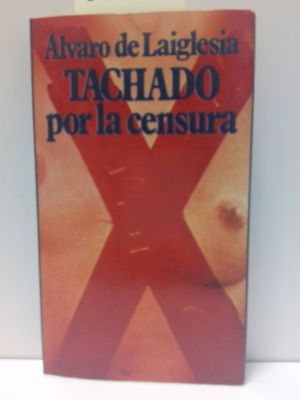 Álvaro de Laiglesia
TACHADO
por la censura